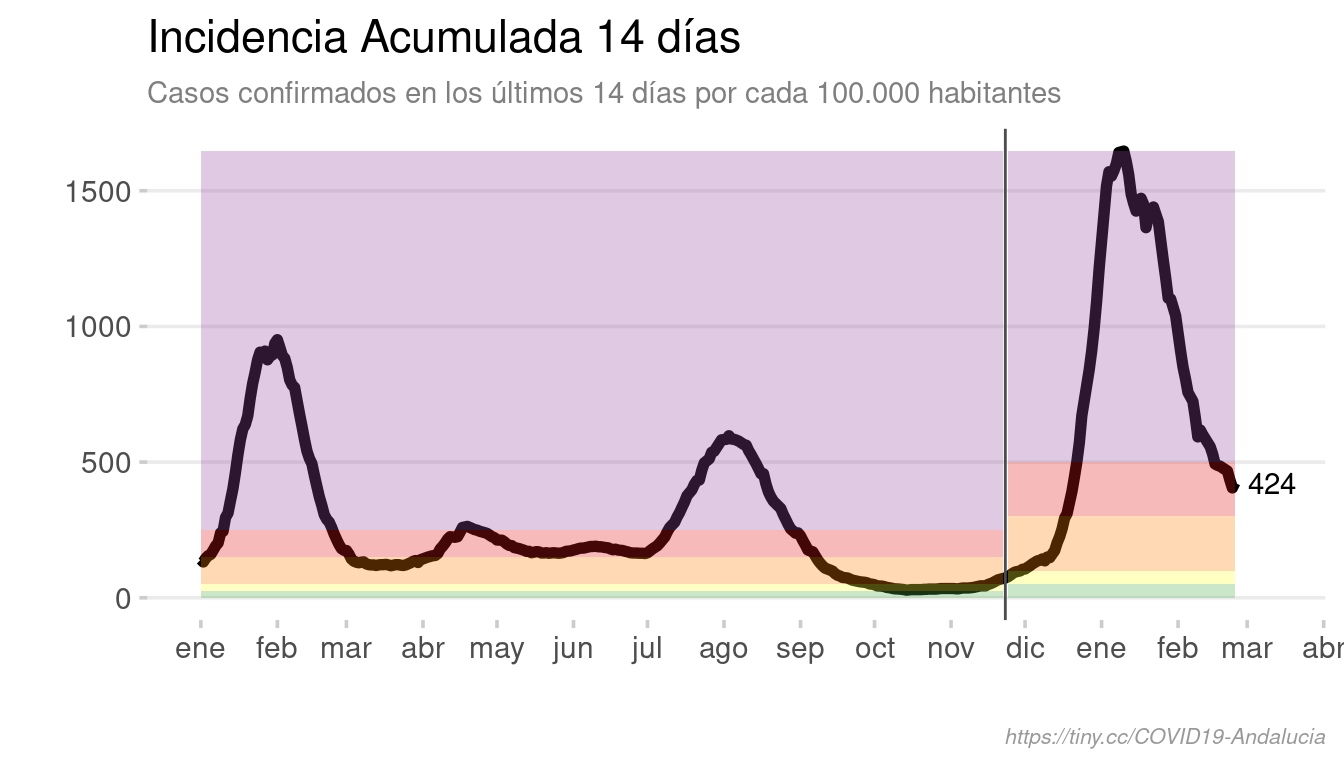 Incidencia Acumulada 14 días
Casos confirmados en los últimos 14 días por cada 100.000 habitantes
1500
1000
500
424
0
ene feb mar abr may jun jul ago sep oct nov dic ene feb mar abr
https://tiny.cc/COVID19-Andalucia